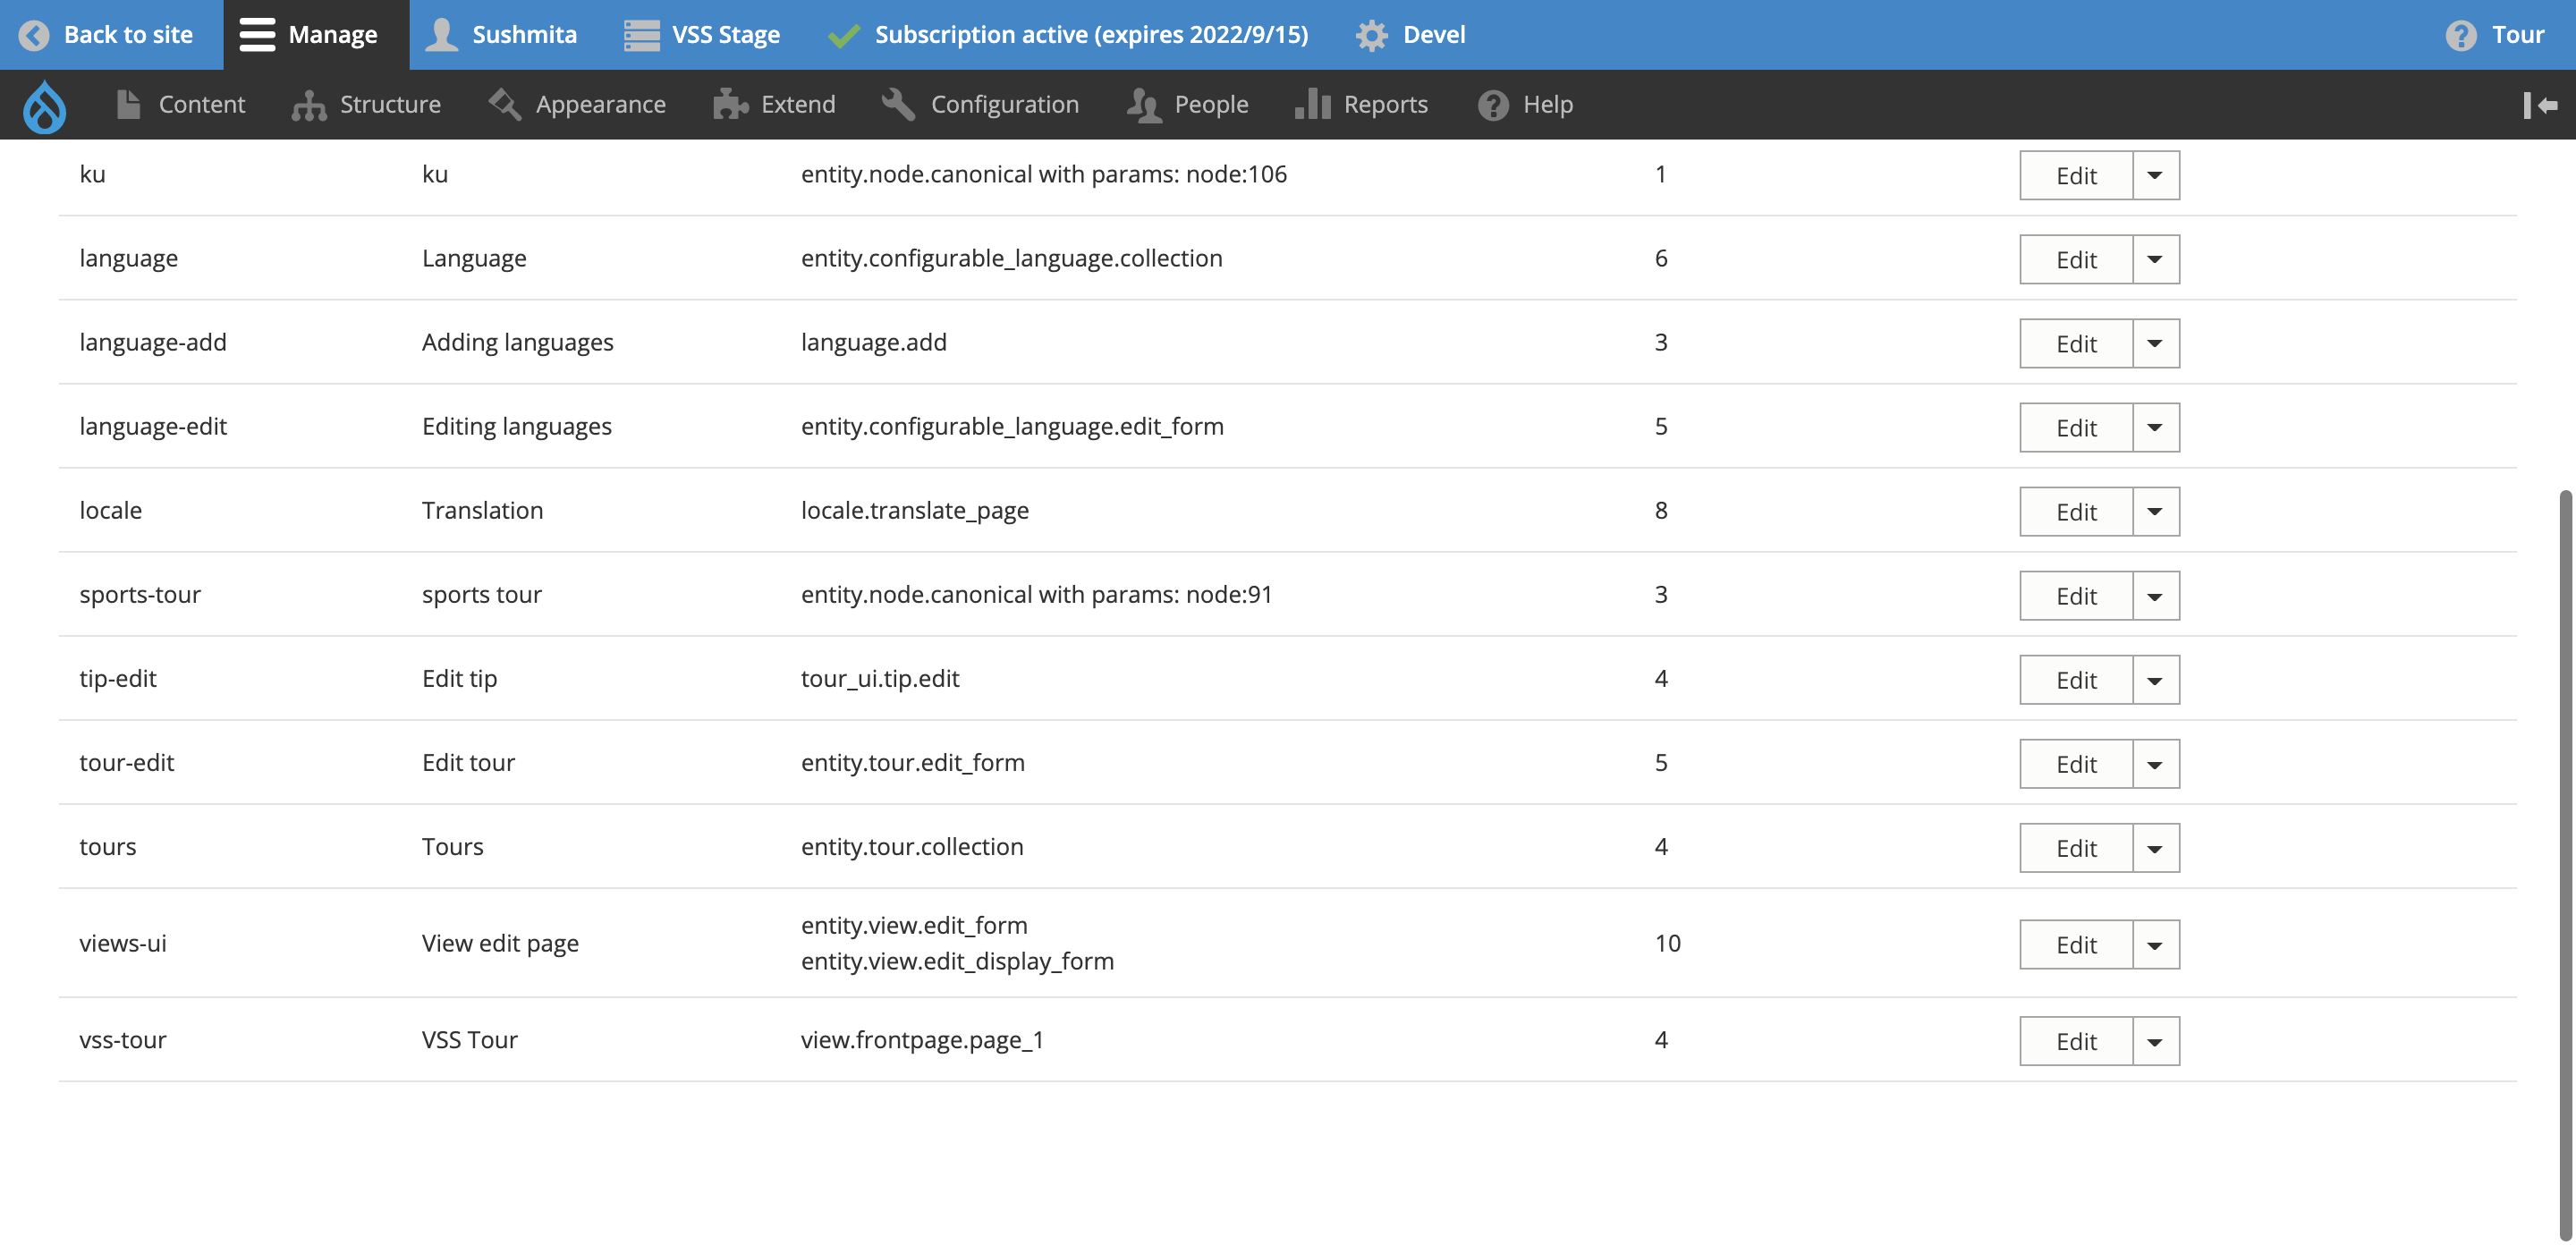 Back to site Manage Sushmita VSS Stage Subscription active (expires 2022/9/15) Devel Tour
Content Structure Appearance Extend Configuration People Reports Help
ku ku entity.node.canonical with params: node:106 1 Edit
language Language entity.configurable_language.collection 6 Edit
language-add Adding languages language.add 3 Edit
language-edit Editing languages entity.configurable_language.edit_form 5 Edit
locale Translation locale.translate_page 8 Edit
sports-tour sports tour entity.node.canonical with params: node:91 3 Edit
tip-edit Edit tip tour_ui.tip.edit 4 Edit
tour-edit Edit tour entity.tour.edit_form 5 Edit
tours Tours entity.tour.collection 4 Edit
views-ui View edit page entity.view.edit_form 10 Edit
entity.view.edit_display_form
vss-tour VSS Tour view.frontpage.page_1 4 Edit